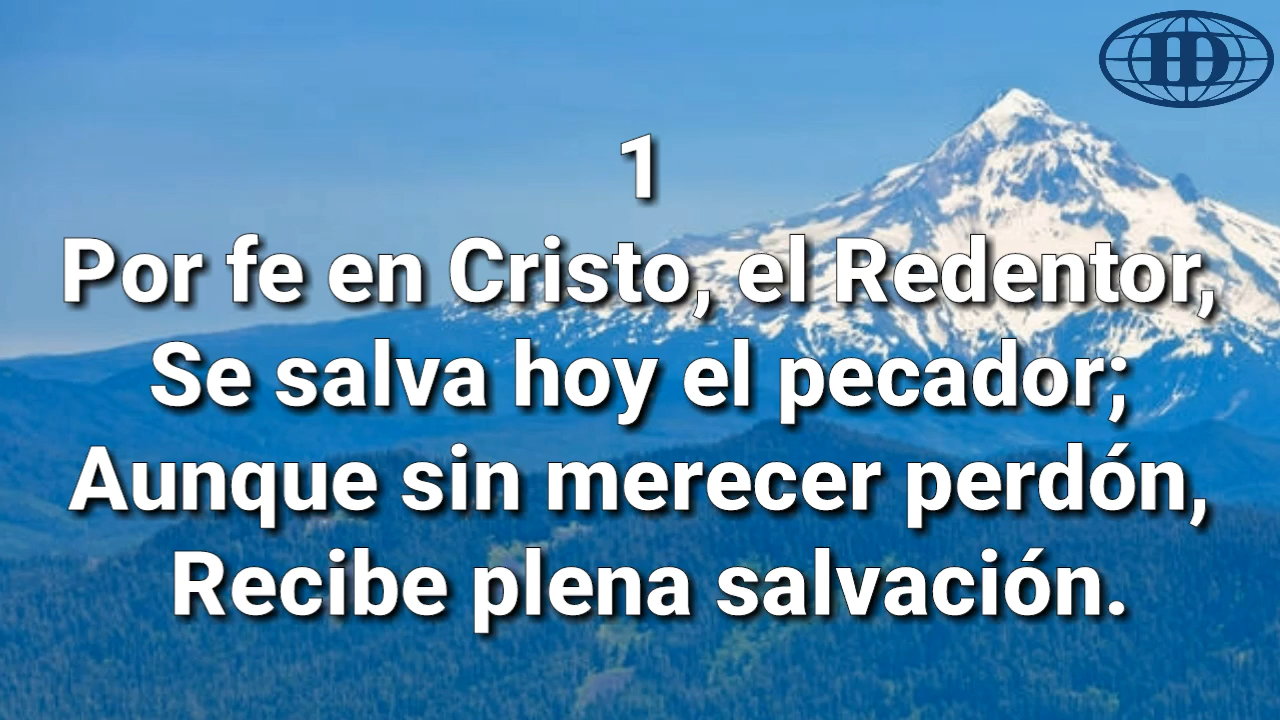 ID
1
Por fe en Cristo, el Redentor,
Se salva hoy el pecador;
Aunque sin merecer perdón,
Recibe plena salvación.